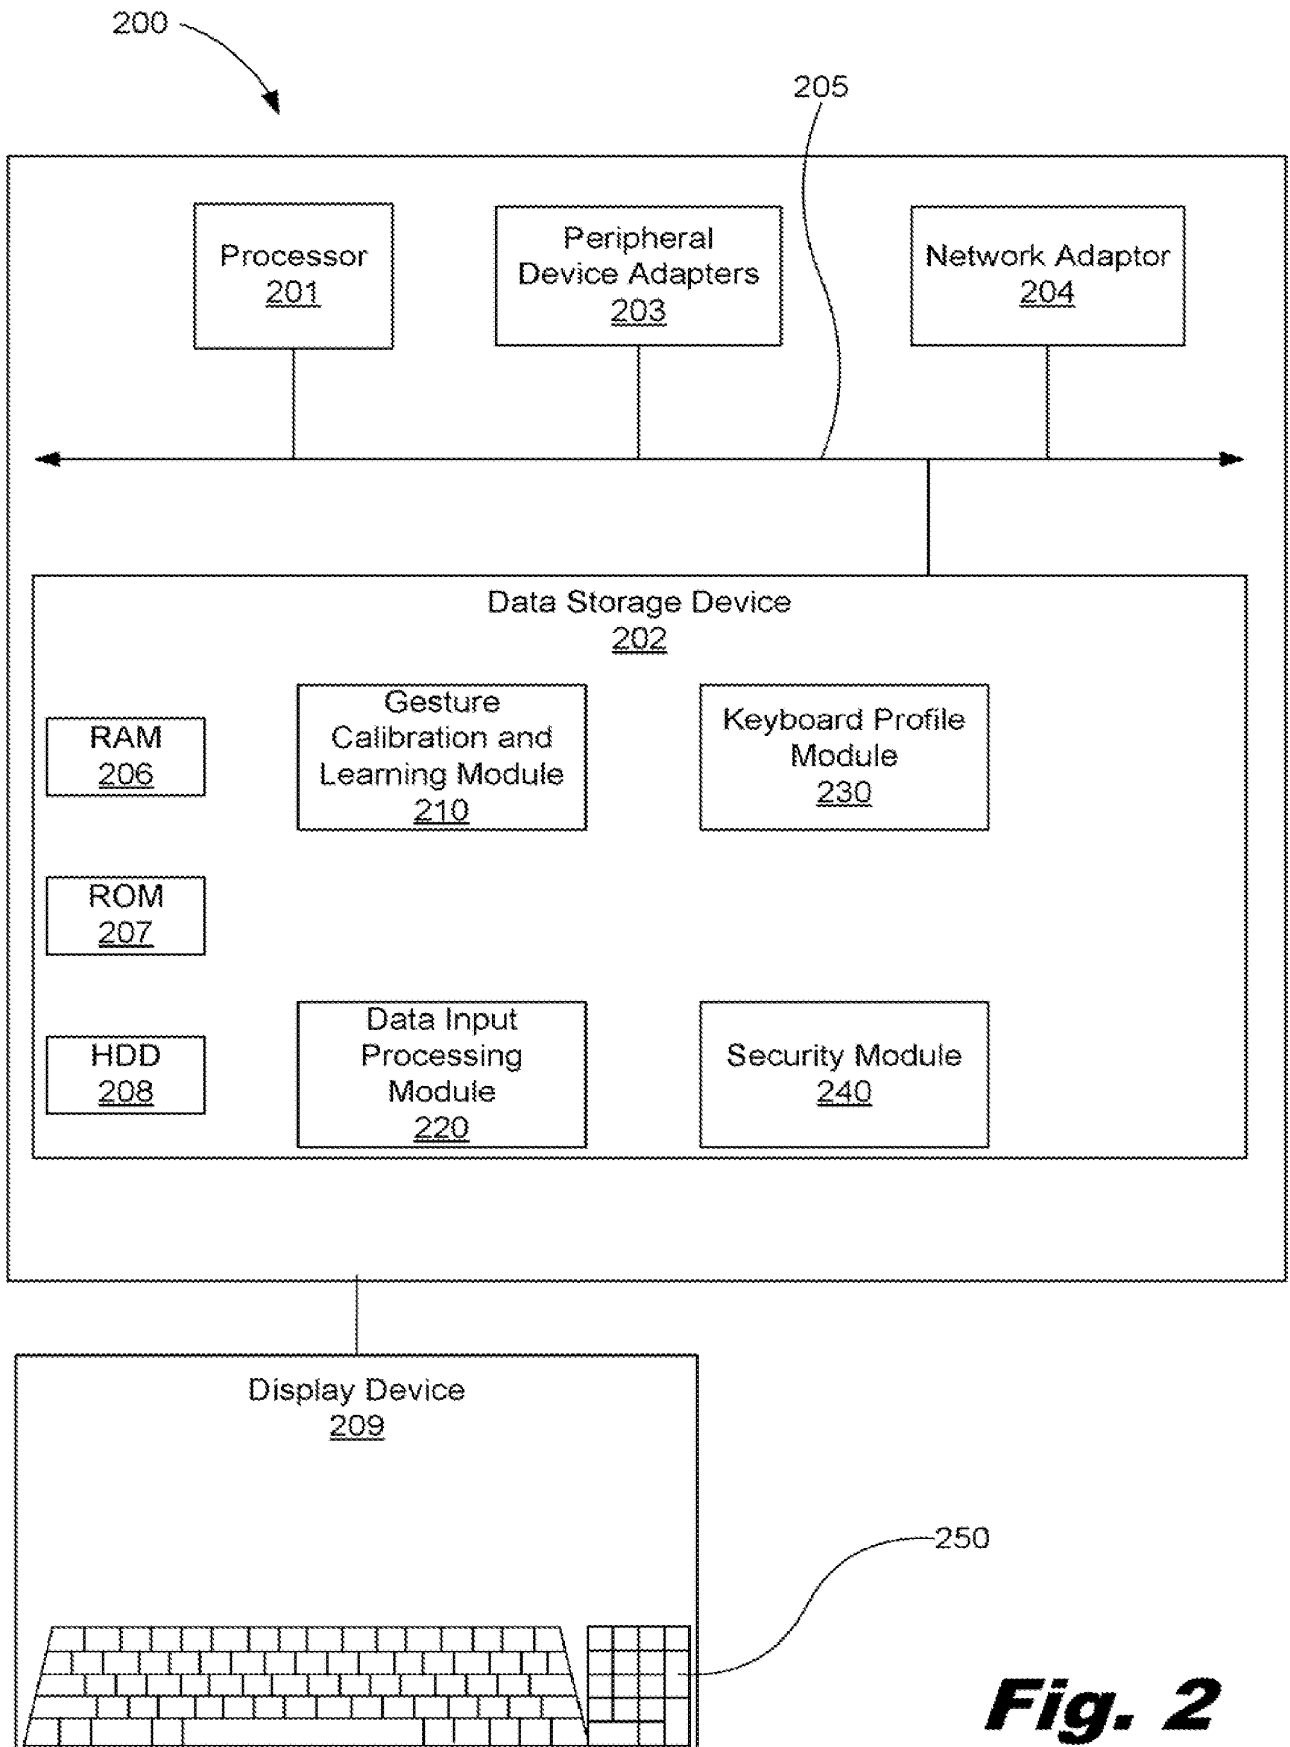 200
205
Processor
201
Peripheral
Device Adapters
203
Network Adaptor
204
Data Storage Device
202
RAM
206
Gesture
Calibration and
Learning Module
210
Keyboard Profile
Module
230
ROM
207
HDD
208
Data Input
Processing
Module
220
Security Module
240
Display Device
209
250
Fig. 2